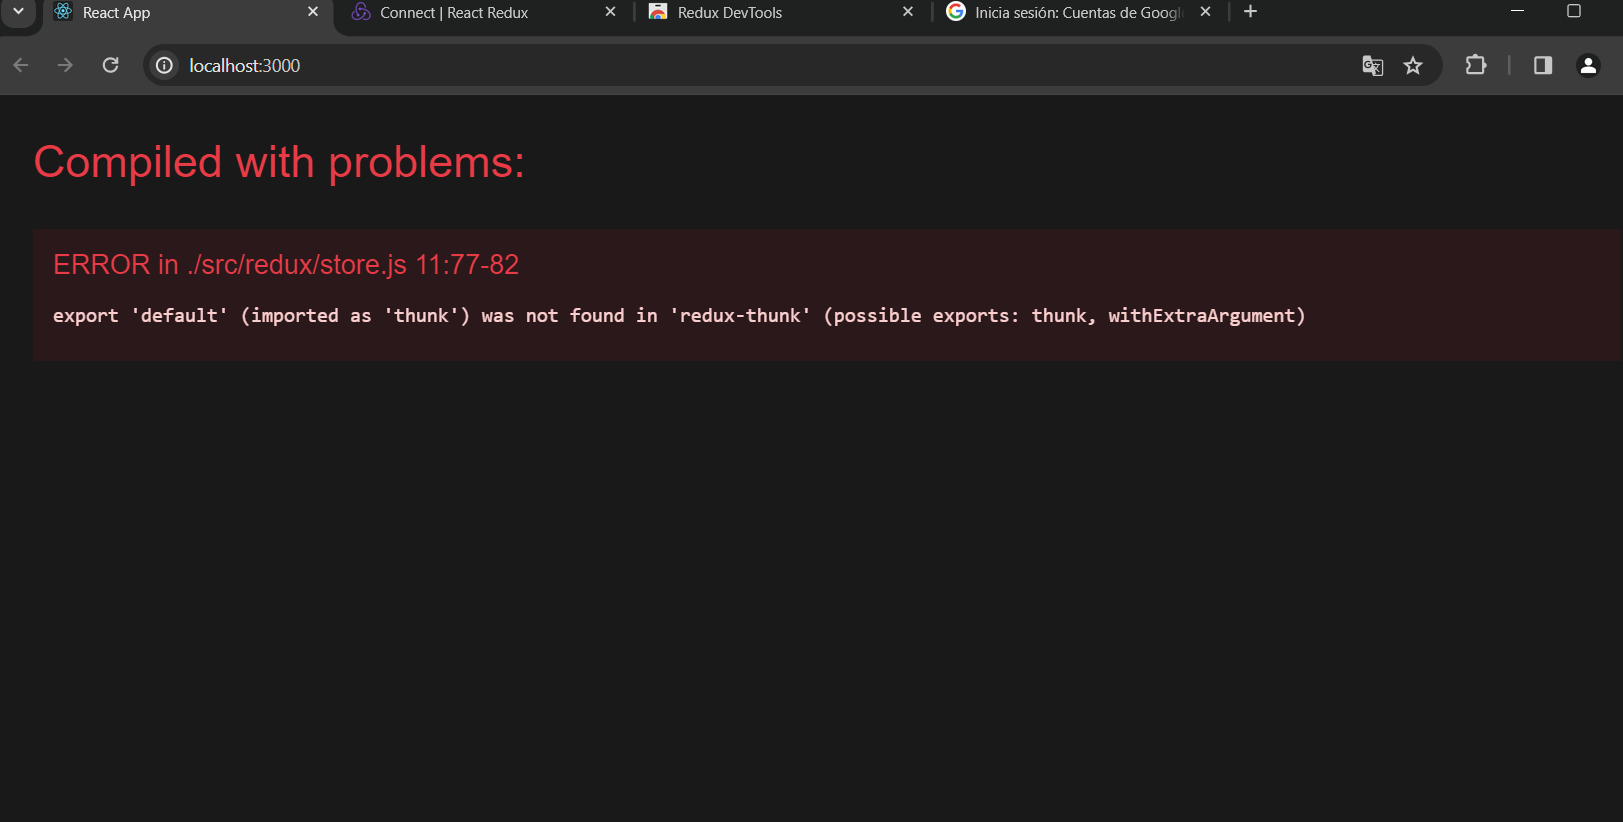 React App
Connect | React Redux
Redux DevTools
Inicia sesión: Cuentas de Googl
localhost:3000
Compiled with problems:
ERROR in ./src/redux/store.js 11:77-82
export 'default' (imported as 'thunk') was not found in 'redux-thunk' (possible exports: thunk, withExtraArgument)